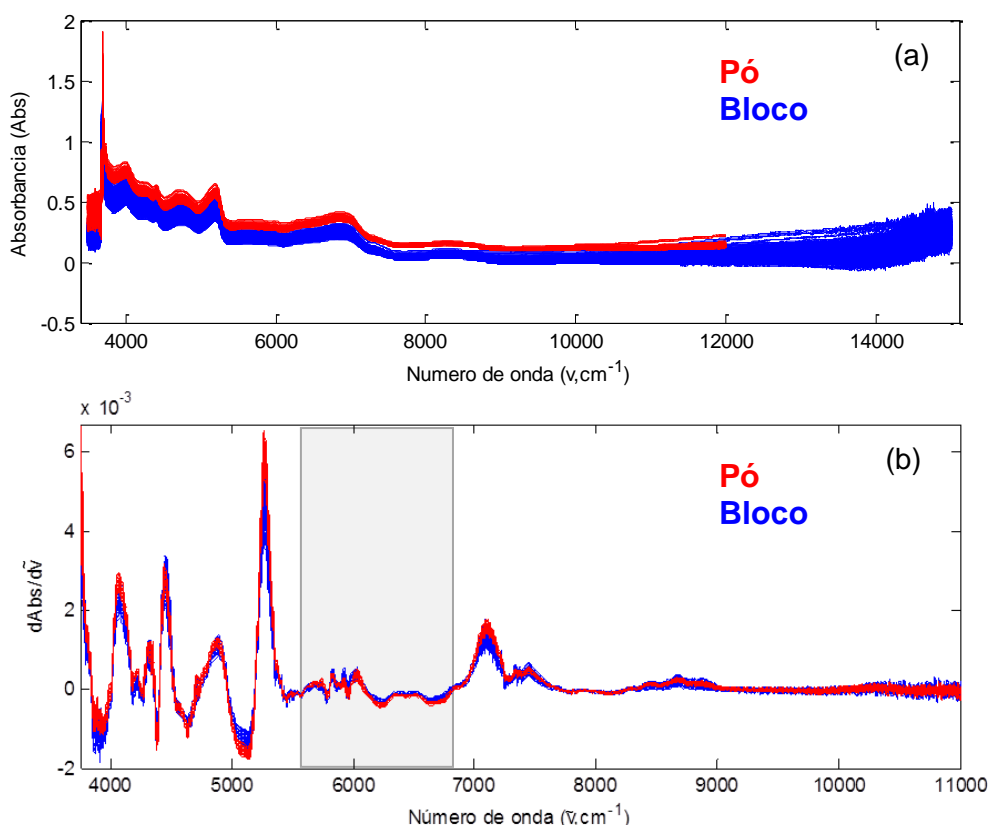 2
1.5
1
0.5
0
-0.5
Absorbancia (Abs)
(a)
Pó
Bloco
4000 6000 8000 10000 12000 14000
Numero de onda (v,cm⁻¹)
x 10⁻³
6
4
2
0
-2
dAbs/dṽ
(b)
Pó
Bloco
4000 5000 6000 7000 8000 9000 10000 11000
Número de onda (ṽ,cm⁻¹)